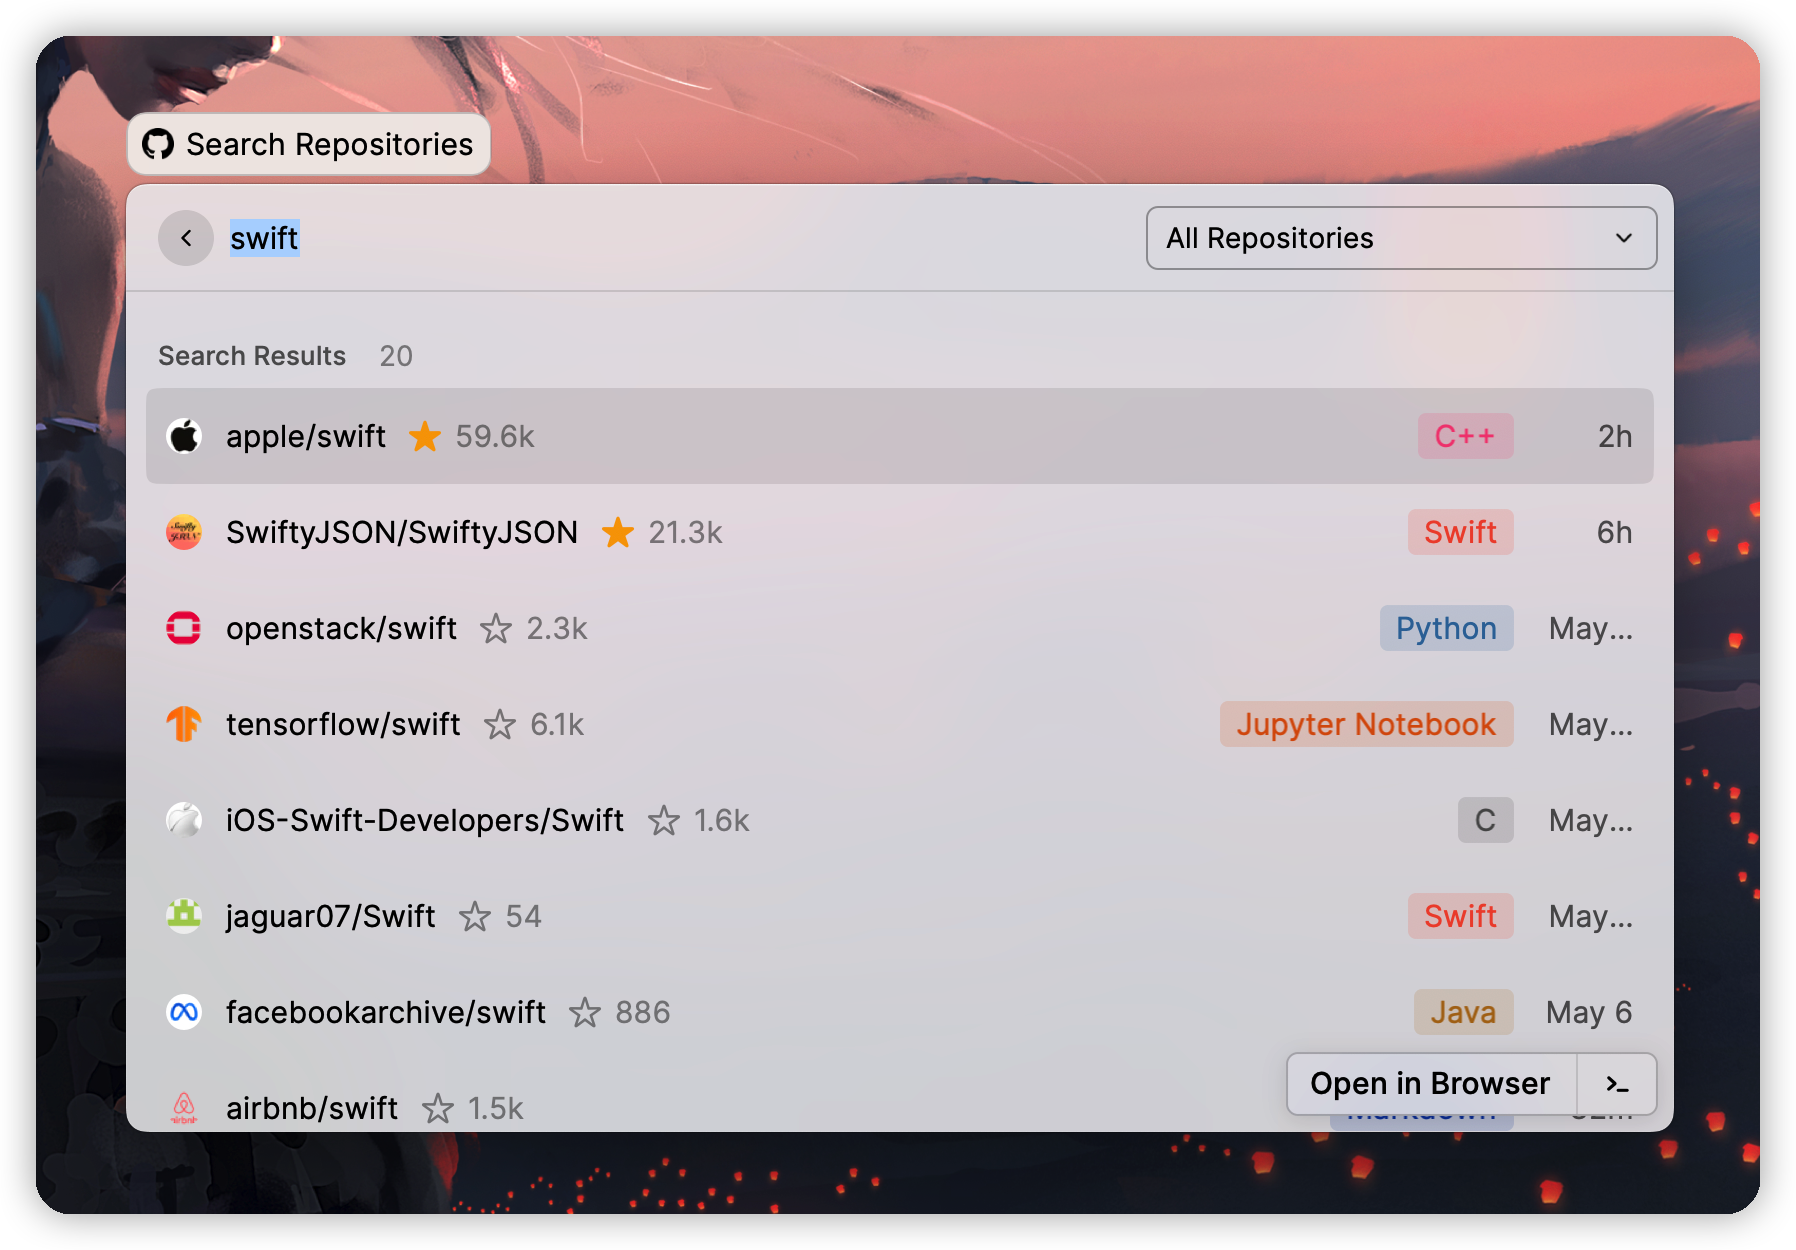 Search Repositories
swift
All Repositories
Search Results 20
apple/swift 59.6k C++ 2h
SwiftyJSON/SwiftyJSON 21.3k Swift 6h
openstack/swift 2.3k Python May...
tensorflow/swift 6.1k Jupyter Notebook May...
iOS-Swift-Developers/Swift 1.6k C May...
jaguar07/Swift 54 Swift May...
facebookarchive/swift 886 Java May 6
Open in Browser
airbnb/swift 1.5k Markdown